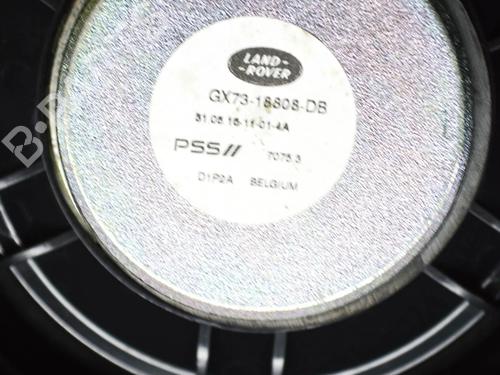 LAND-
-ROVER
GX73-18808-DB
31.05.16-11-01-4A
PSS// 7075.3
D1P2A BELGIUM